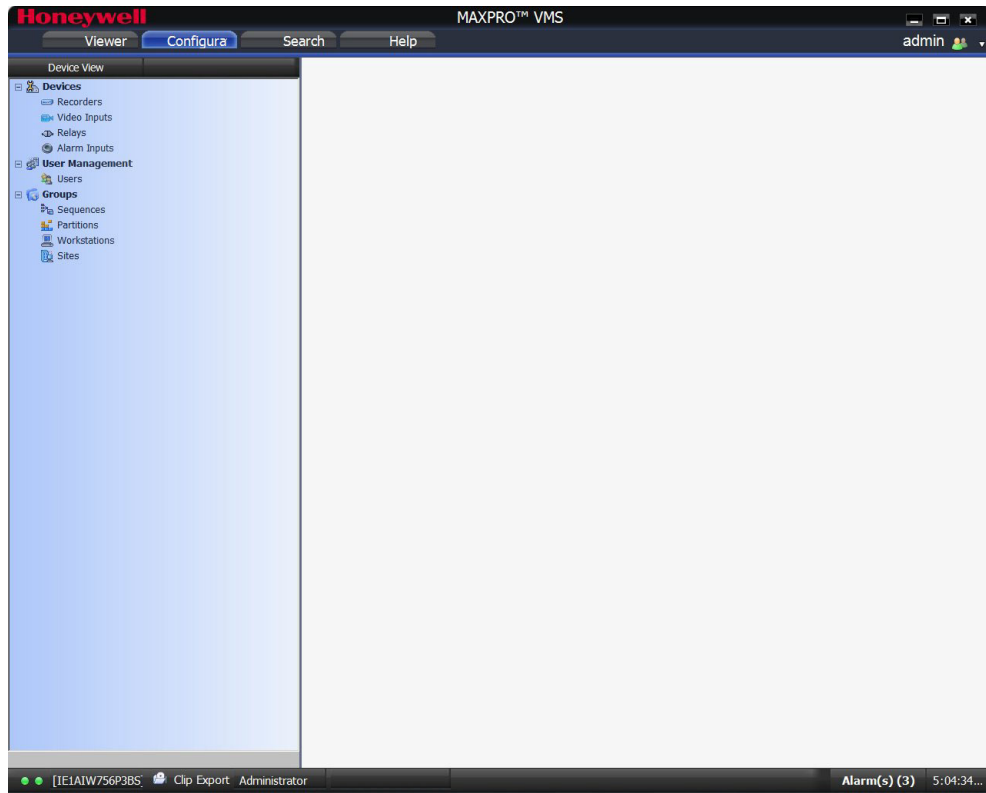 Honeywell
MAXPRO™ VMS
Viewer Configura Search Help admin
Device View
Devices
Recorders
Video Inputs
Relays
Alarm Inputs
User Management
Users
Groups
Sequences
Partitions
Workstations
Sites
[IE1AIW756P3BS] Clip Export Administrator Alarm(s) (3) 5:04:34...